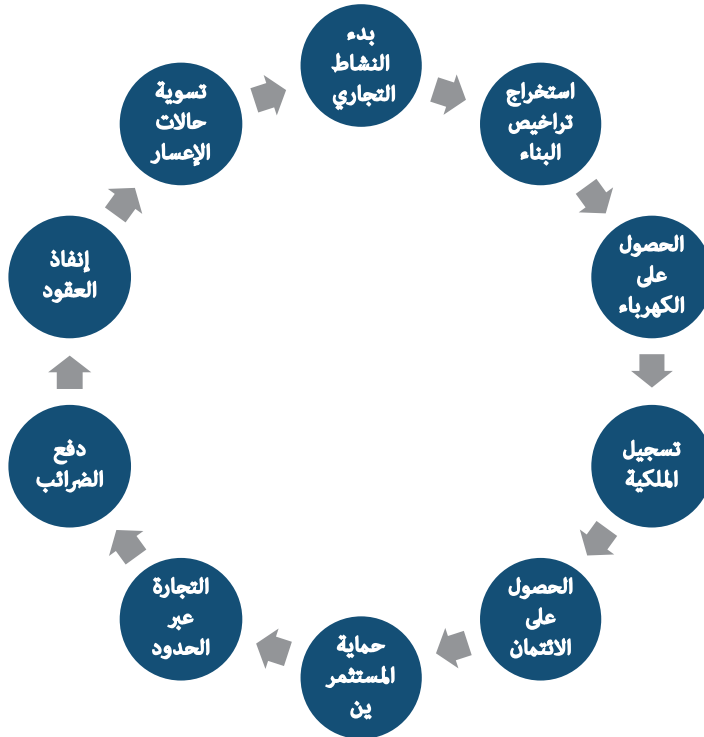 بدء
النشاط
التجاري
استخراج
تراخيص
البناء
الحصول
على
الكهرباء
تسجيل
الملكية
الحصول
على
الائتمان
حماية
المستثمر
ين
التجارة
عبر
الحدود
دفع
الضرائب
إنفاذ
العقود
تسوية
حالات
الإعسار